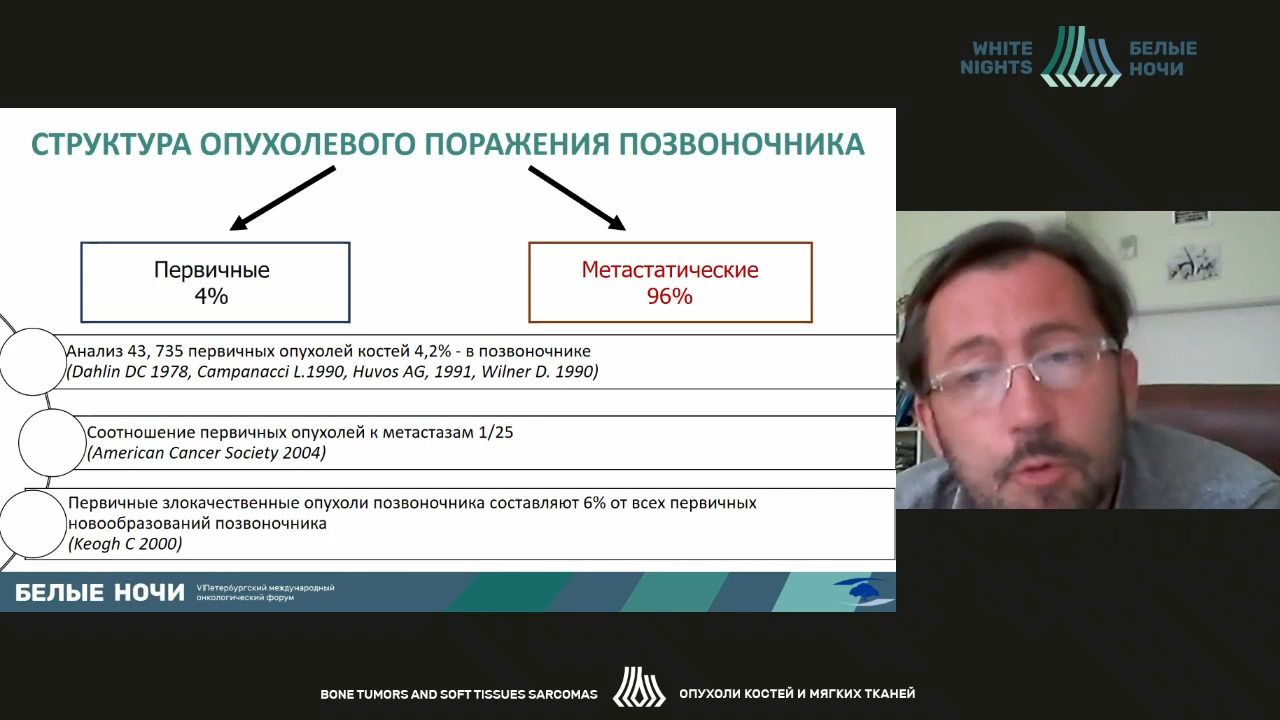 WHITE
NIGHTS
БЕЛЫЕ
НОЧИ
СТРУКТУРА ОПУХОЛЕВОГО ПОРАЖЕНИЯ ПОЗВОНОЧНИКА
Первичные
4%
Метастатические
96%
Анализ 43, 735 первичных опухолей костей 4,2% - в позвоночнике
(Dahlin DC 1978, Campanacci L.1990, Huvos AG, 1991, Wilner D. 1990)
Соотношение первичных опухолей к метастазам 1/25
(American Cancer Society 2004)
Первичные злокачественные опухоли позвоночника составляют 6% от всех первичных
новообразований позвоночника
(Keogh C 2000)
БЕЛЫЕ НОЧИ
VIIПетербургский международный
онкологический форум
BONE TUMORS AND SOFT TISSUES SARCOMAS
ОПУХОЛИ КОСТЕЙ И МЯГКИХ ТКАНЕЙ